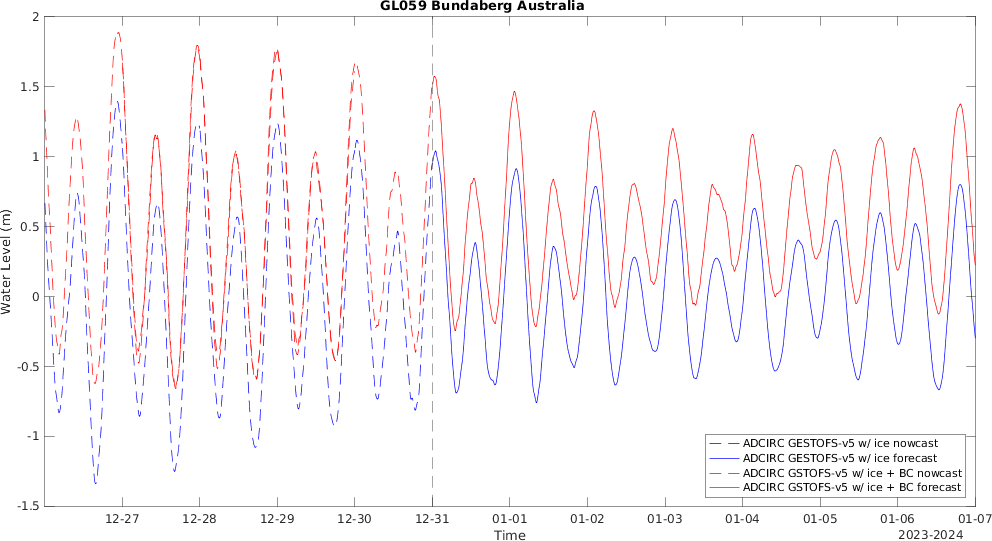 GL059 Bundaberg Australia
2
1.5
1
0.5
0
-0.5
-1
-1.5
Water Level (m)
ADCIRC GESTOFS-v5 w/ ice nowcast
ADCIRC GESTOFS-v5 w/ ice forecast
ADCIRC GSTOFS-v5 w/ ice + BC nowcast
ADCIRC GSTOFS-v5 w/ ice + BC forecast
12-27 12-28 12-29 12-30 12-31 01-01 01-02 01-03 01-04 01-05 01-06 01-07
Time
2023-2024